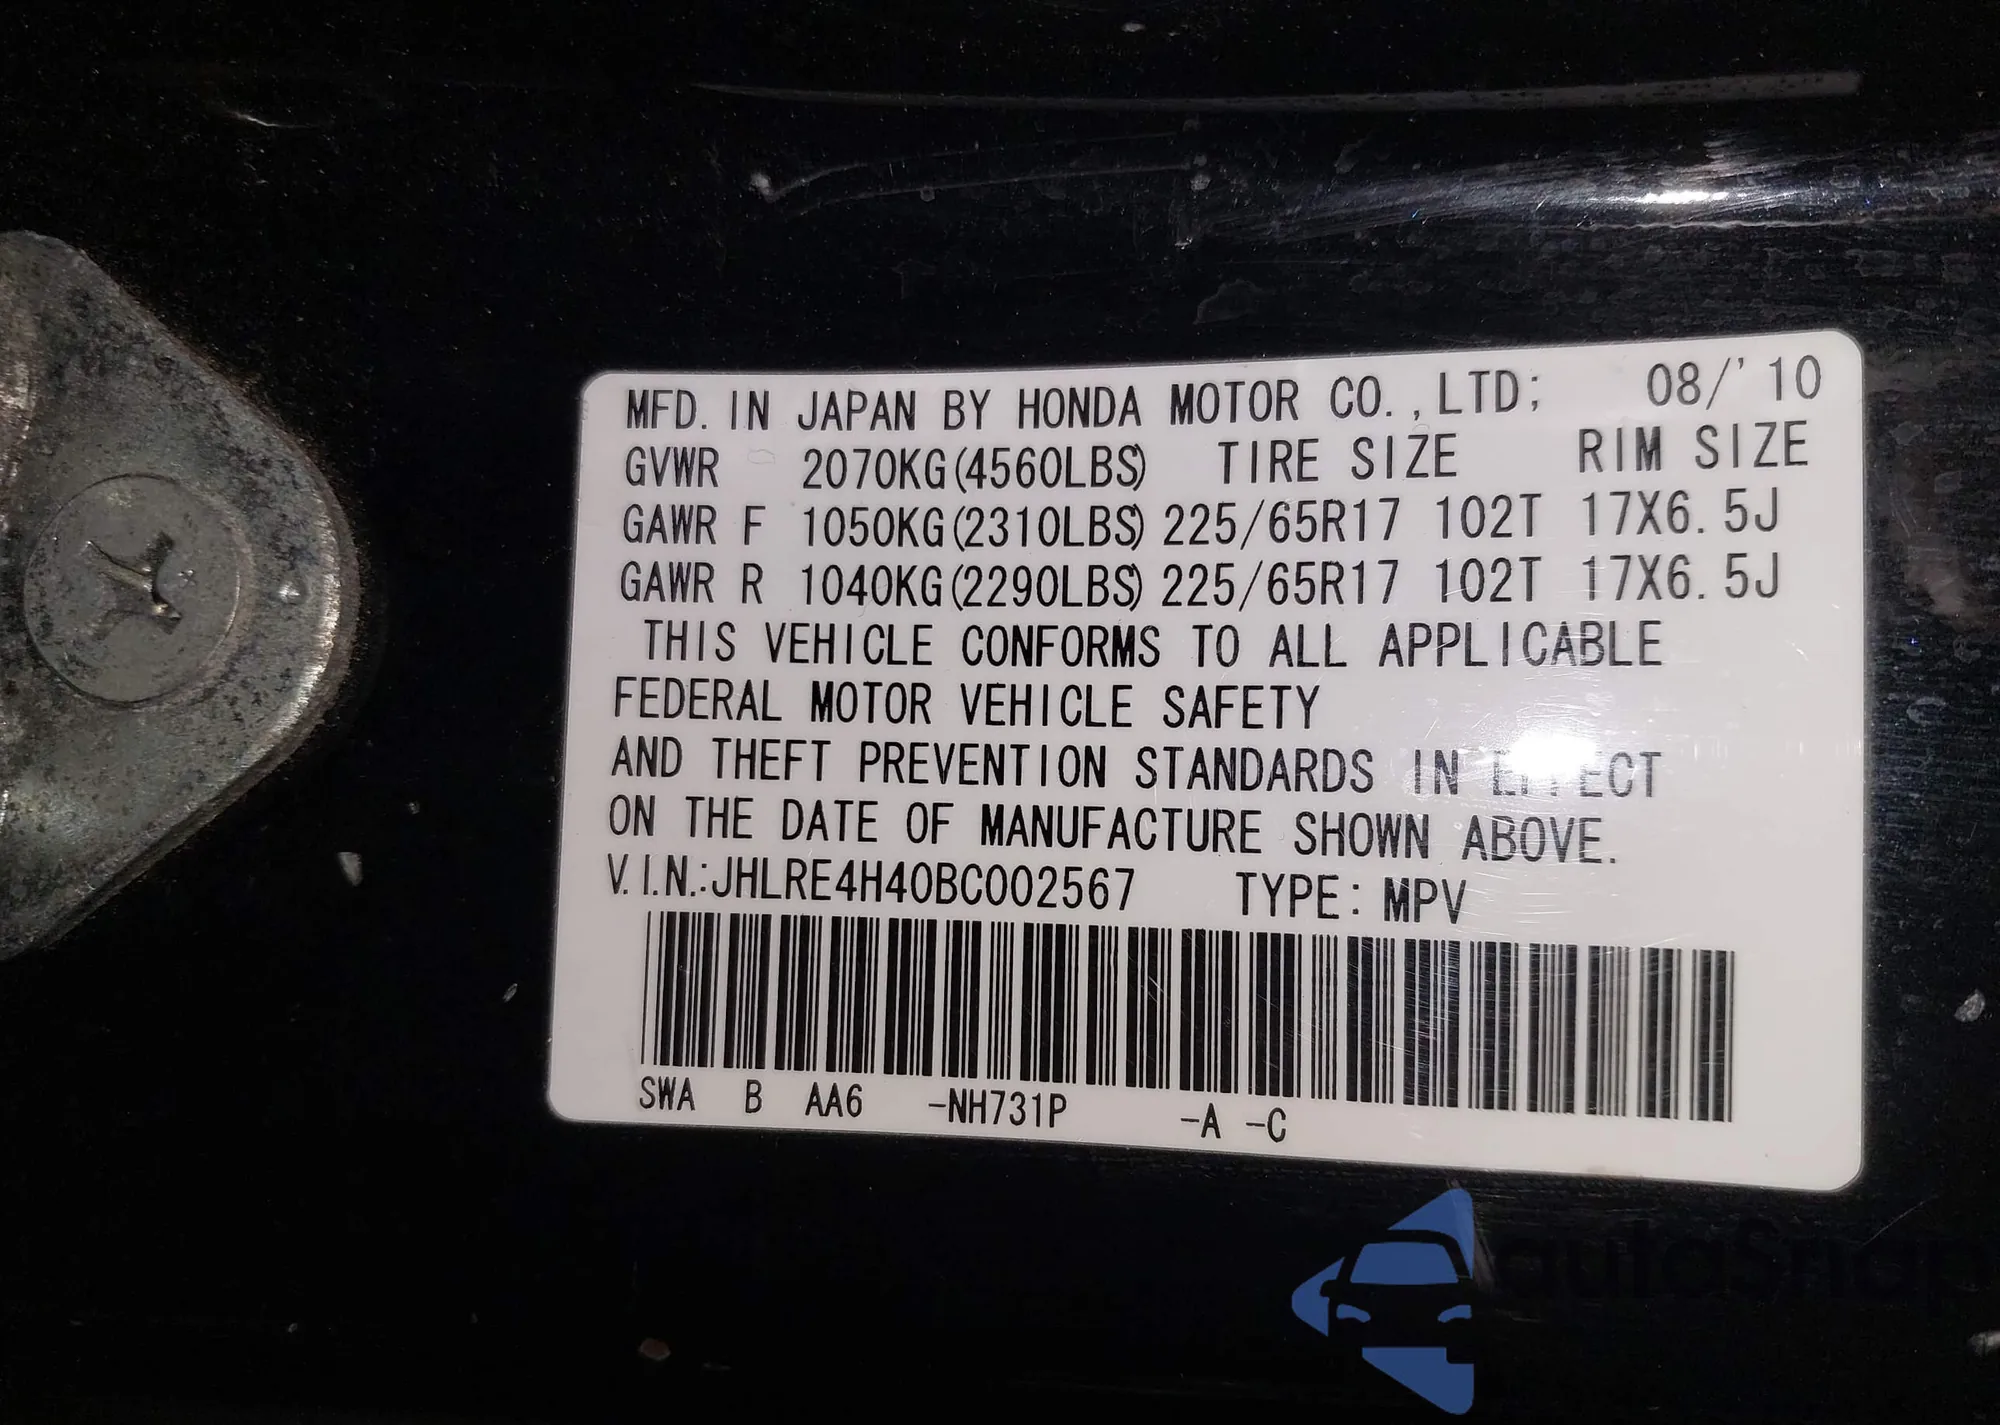 MFD. IN JAPAN BY HONDA MOTOR CO., LTD; 08/'10
GVWR 2070KG(4560LBS) TIRE SIZE RIM SIZE
GAWR F 1050KG(2310LBS) 225/65R17 102T 17X6.5J
GAWR R 1040KG(2290LBS) 225/65R17 102T 17X6.5J
THIS VEHICLE CONFORMS TO ALL APPLICABLE
FEDERAL MOTOR VEHICLE SAFETY
AND THEFT PREVENTION STANDARDS IN EFFECT
ON THE DATE OF MANUFACTURE SHOWN ABOVE.
V.I.N.:JHLRE4H40BC002567 TYPE: MPV
SWA B AA6 -NH731P -A -C
autoSnap